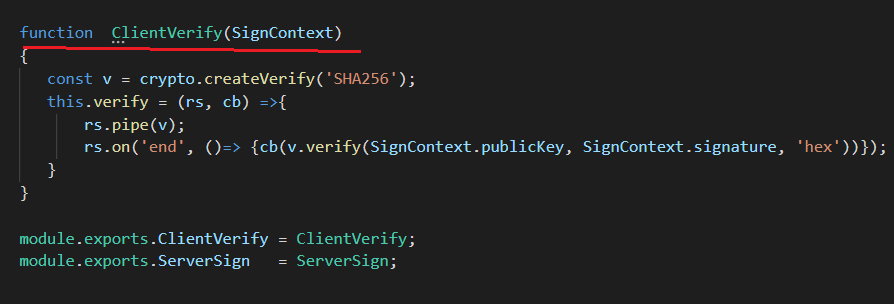 function  ClientVerify(SignContext)
{
   const v = crypto.createVerify('SHA256');
   this.verify = (rs, cb) =>{
        rs.pipe(v);
        rs.on('end', ()=> {cb(v.verify(SignContext.publicKey, SignContext.signature, 'hex'))});
   }
}
module.exports.ClientVerify = ClientVerify;
module.exports.ServerSign   = ServerSign;